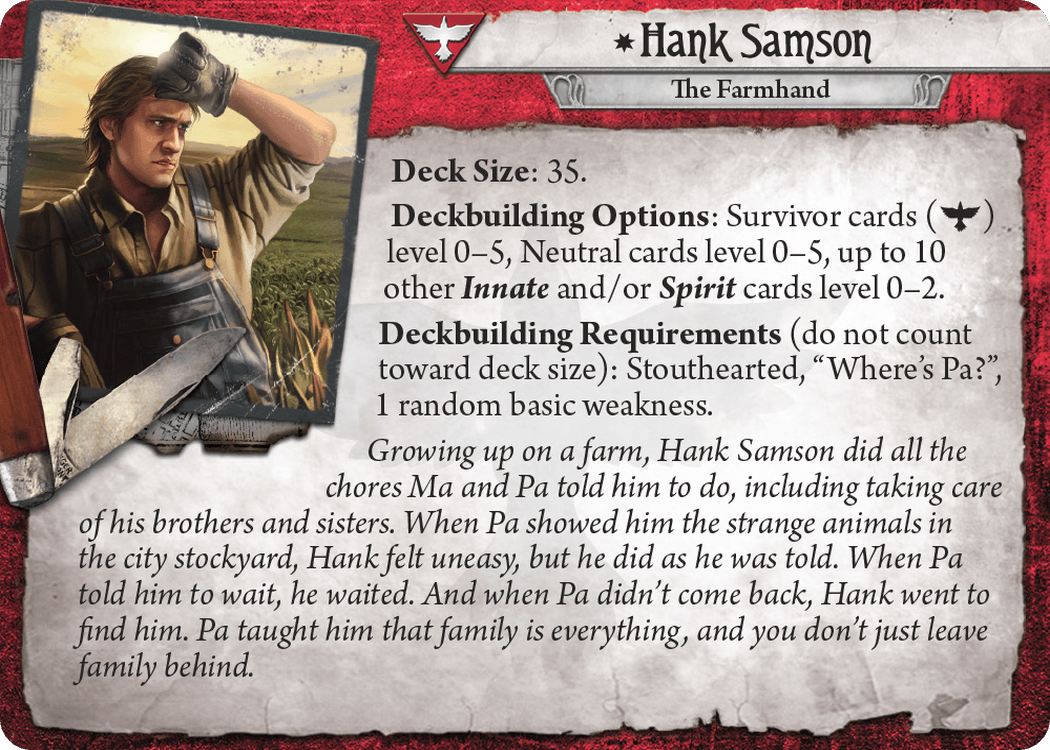 Hank Samson
The Farmhand
Deck Size: 35.
Deckbuilding Options: Survivor cards ( )
level 0–5, Neutral cards level 0–5, up to 10
other Innate and/or Spirit cards level 0–2.
Deckbuilding Requirements (do not count
toward deck size): Stouthearted, “Where’s Pa?”,
1 random basic weakness.
Growing up on a farm, Hank Samson did all the
chores Ma and Pa told him to do, including taking care
of his brothers and sisters. When Pa showed him the strange animals in
the city stockyard, Hank felt uneasy, but he did as he was told. When Pa
told him to wait, he waited. And when Pa didn’t come back, Hank went to
find him. Pa taught him that family is everything, and you don’t just leave
family behind.